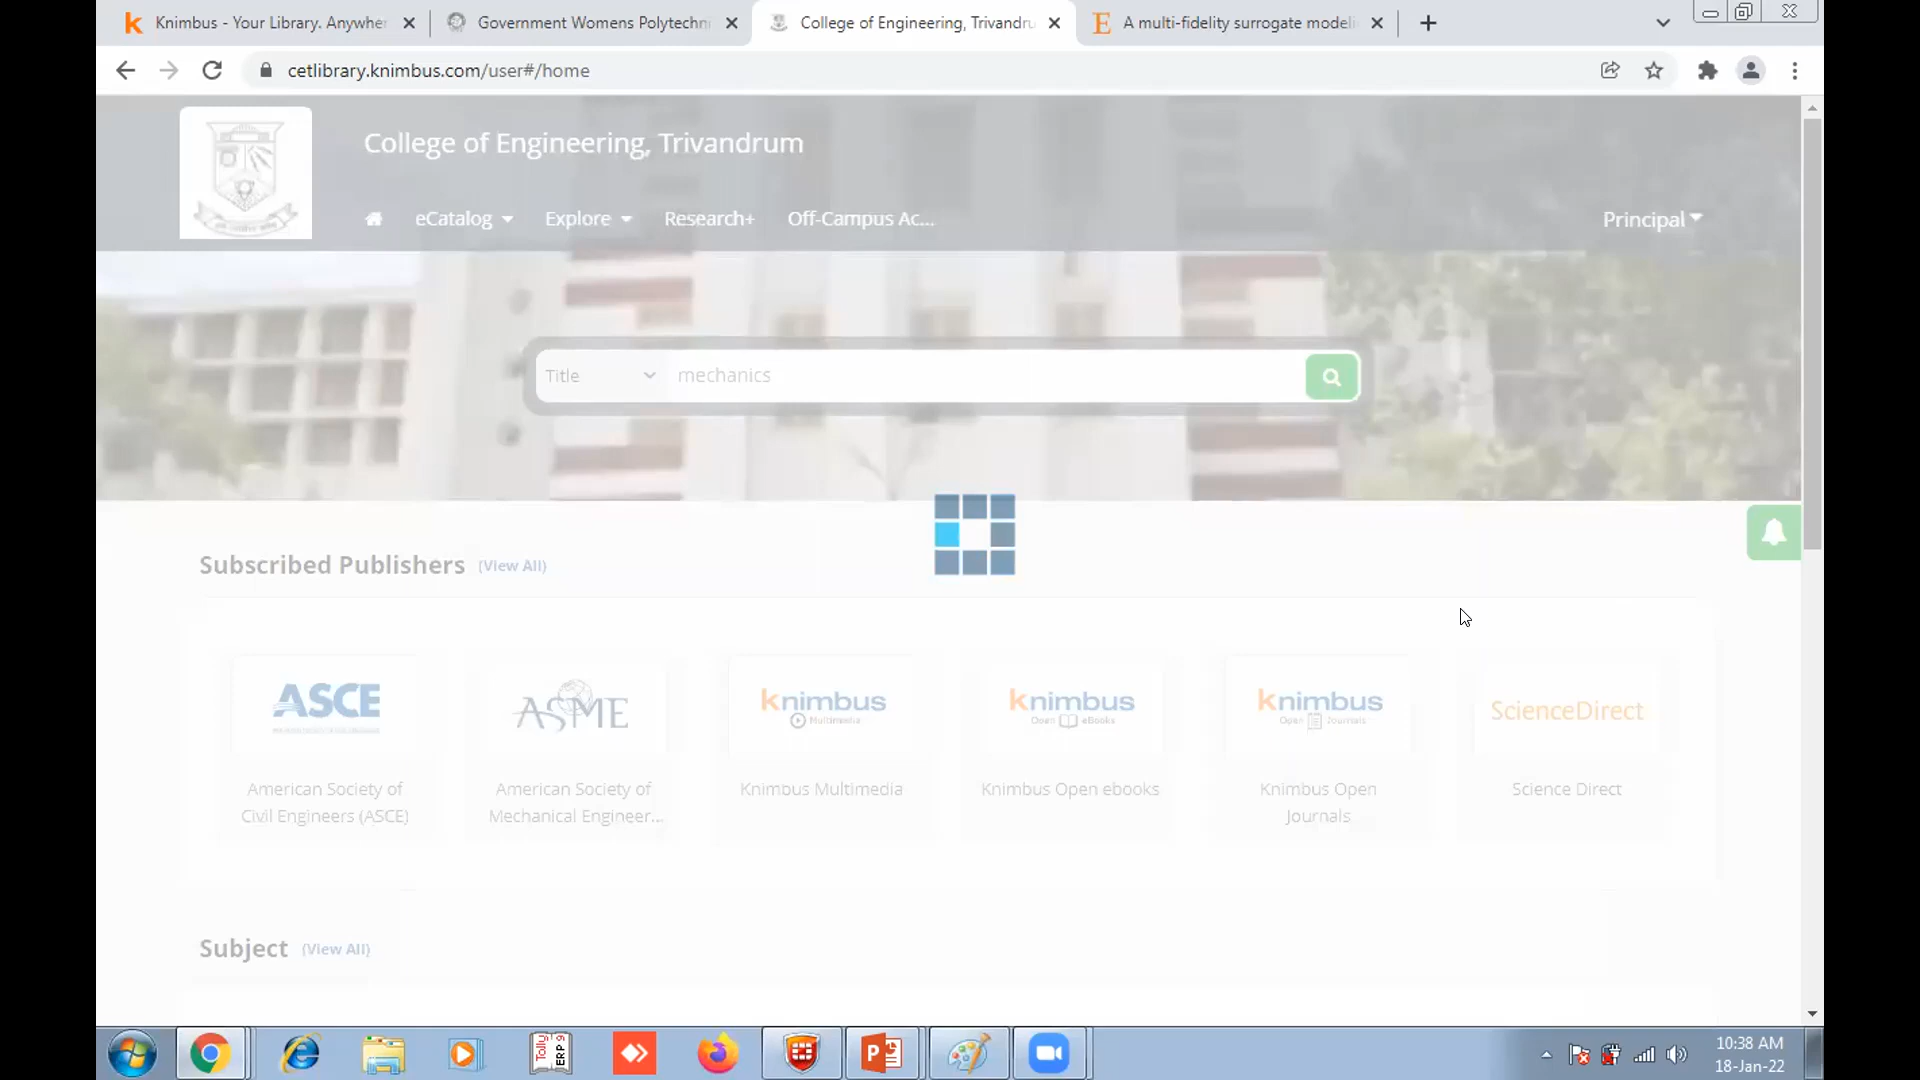 Knimbus - Your Library. Anywher
Government Womens Polytechni
College of Engineering, Trivandru
A multi-fidelity surrogate modeli
cetlibrary.knimbus.com/user#/home
College of Engineering, Trivandrum
eCatalog
Explore
Research+
Off-Campus Ac...
Principal
Title
mechanics
Subscribed Publishers (View All)
ASCE
ASME
knimbus
Multimedia
knimbus
Open eBooks
knimbus
Open Journals
ScienceDirect
American Society of
Civil Engineers (ASCE)
American Society of
Mechanical Engineer...
Knimbus Multimedia
Knimbus Open ebooks
Knimbus Open
Journals
Science Direct
Subject (View All)
Tally
ERP 9
10:38 AM
18-Jan-22